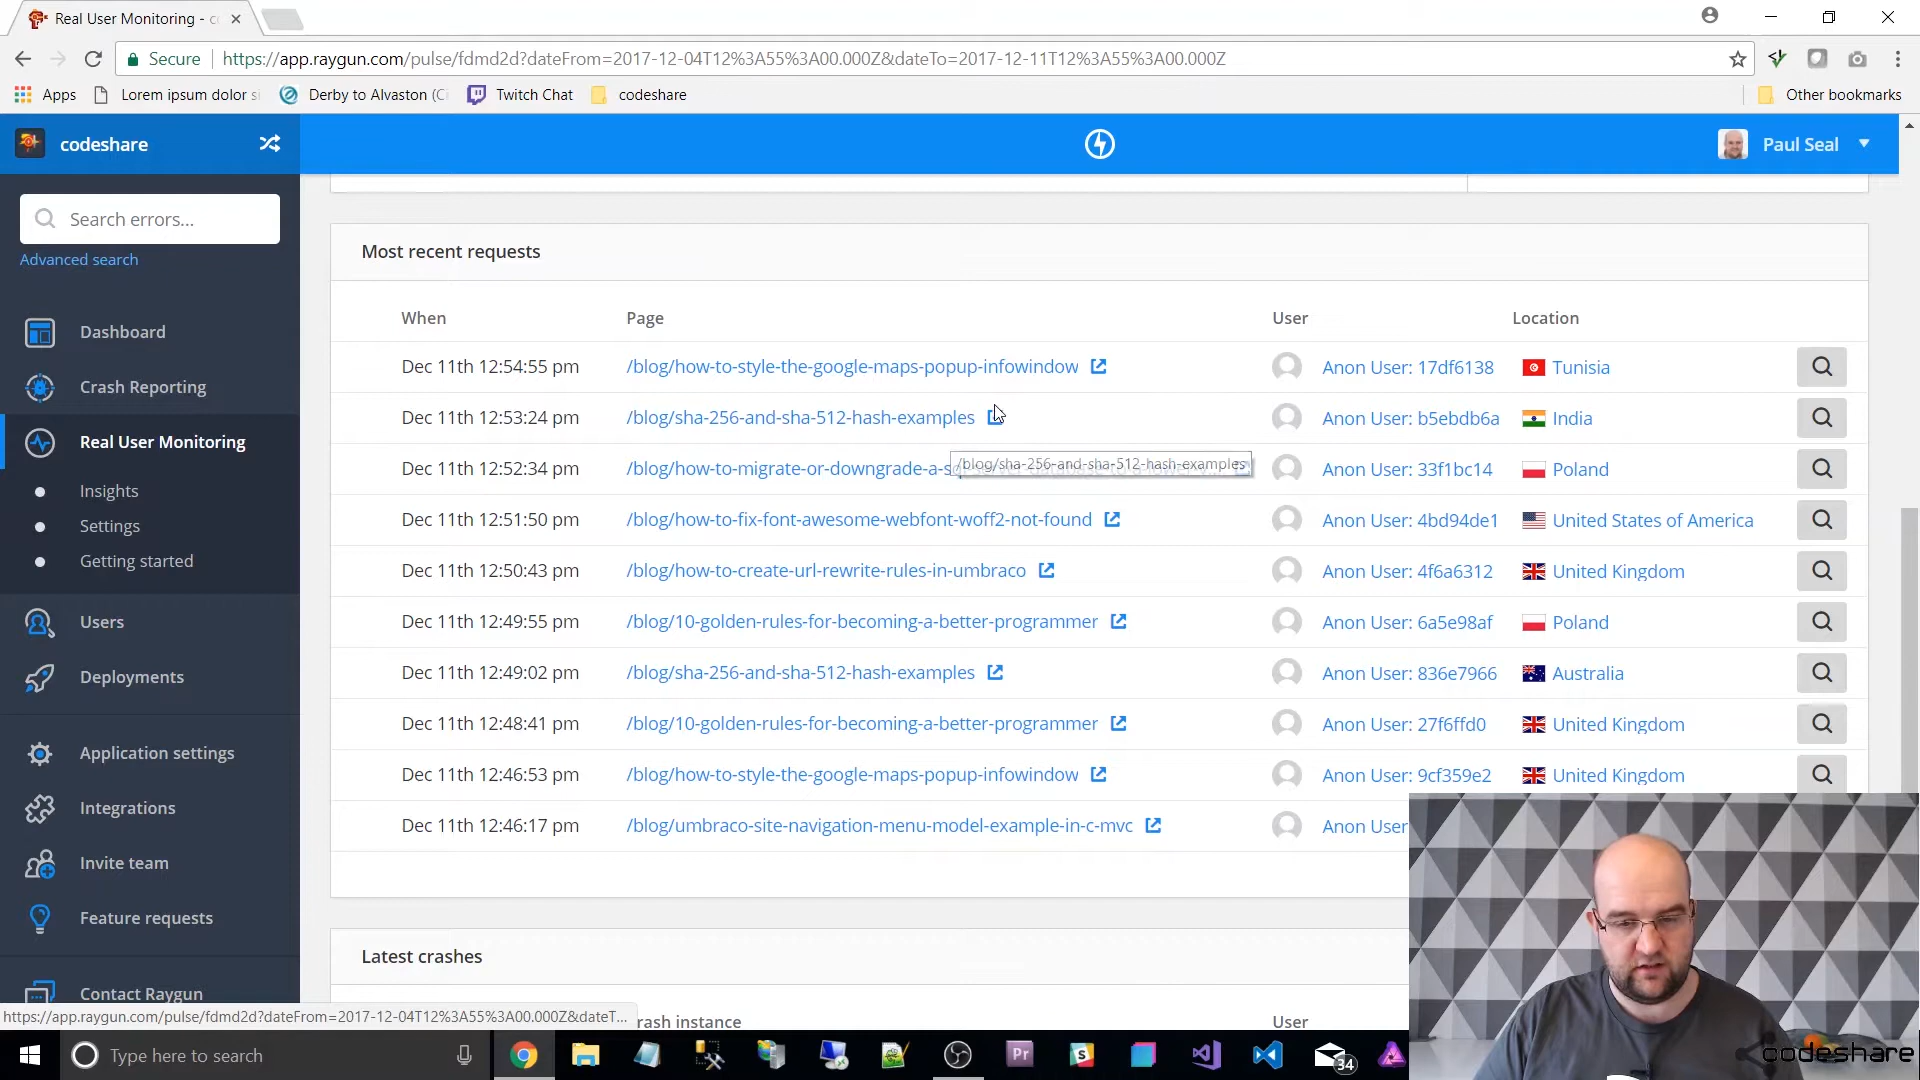 Real User Monitoring - c
Secure
https://app.raygun.com/pulse/fdmd2d?dateFrom=2017-12-04T12%3A55%3A00.000Z&dateTo=2017-12-11T12%3A55%3A00.000Z
Apps
Lorem ipsum dolor si
Derby to Alvaston (C
Twitch Chat
codeshare
Other bookmarks
codeshare
Paul Seal
Search errors...
Advanced search
Dashboard
Crash Reporting
Real User Monitoring
Insights
Settings
Getting started
Users
Deployments
Application settings
Integrations
Invite team
Feature requests
Contact Raygun
Most recent requests
When Page User Location
Dec 11th 12:54:55 pm /blog/how-to-style-the-google-maps-popup-infowindow Anon User: 17df6138 Tunisia
Dec 11th 12:53:24 pm /blog/sha-256-and-sha-512-hash-examples Anon User: b5ebdb6a India
/blog/sha-256-and-sha-512-hash-examples
Dec 11th 12:52:34 pm /blog/how-to-migrate-or-downgrade-a-s Anon User: 33f1bc14 Poland
Dec 11th 12:51:50 pm /blog/how-to-fix-font-awesome-webfont-woff2-not-found Anon User: 4bd94de1 United States of America
Dec 11th 12:50:43 pm /blog/how-to-create-url-rewrite-rules-in-umbraco Anon User: 4f6a6312 United Kingdom
Dec 11th 12:49:55 pm /blog/10-golden-rules-for-becoming-a-better-programmer Anon User: 6a5e98af Poland
Dec 11th 12:49:02 pm /blog/sha-256-and-sha-512-hash-examples Anon User: 836e7966 Australia
Dec 11th 12:48:41 pm /blog/10-golden-rules-for-becoming-a-better-programmer Anon User: 27f6ffd0 United Kingdom
Dec 11th 12:46:53 pm /blog/how-to-style-the-google-maps-popup-infowindow Anon User: 9cf359e2 United Kingdom
Dec 11th 12:46:17 pm /blog/umbraco-site-navigation-menu-model-example-in-c-mvc Anon User
Latest crashes
rash instance User
https://app.raygun.com/pulse/fdmd2d?dateFrom=2017-12-04T12%3A55%3A00.000Z&dateT...
Type here to search
Pr
S
34
codeshare